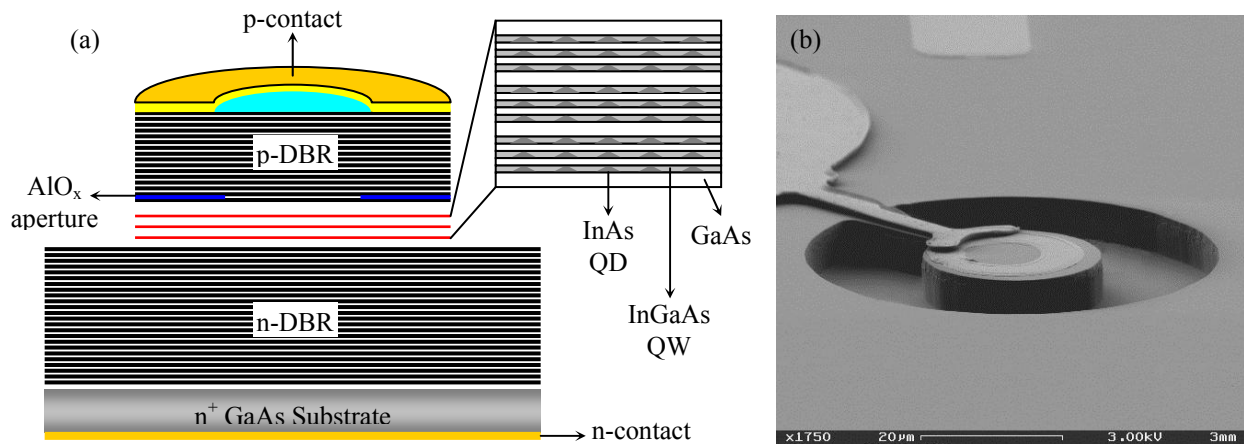 (a)
p-contact
p-DBR
AlOx
aperture
n-DBR
n+ GaAs Substrate
n-contact
InAs
QD
GaAs
InGaAs
QW
(b)
x1750 20μm 3.00kV 3mm